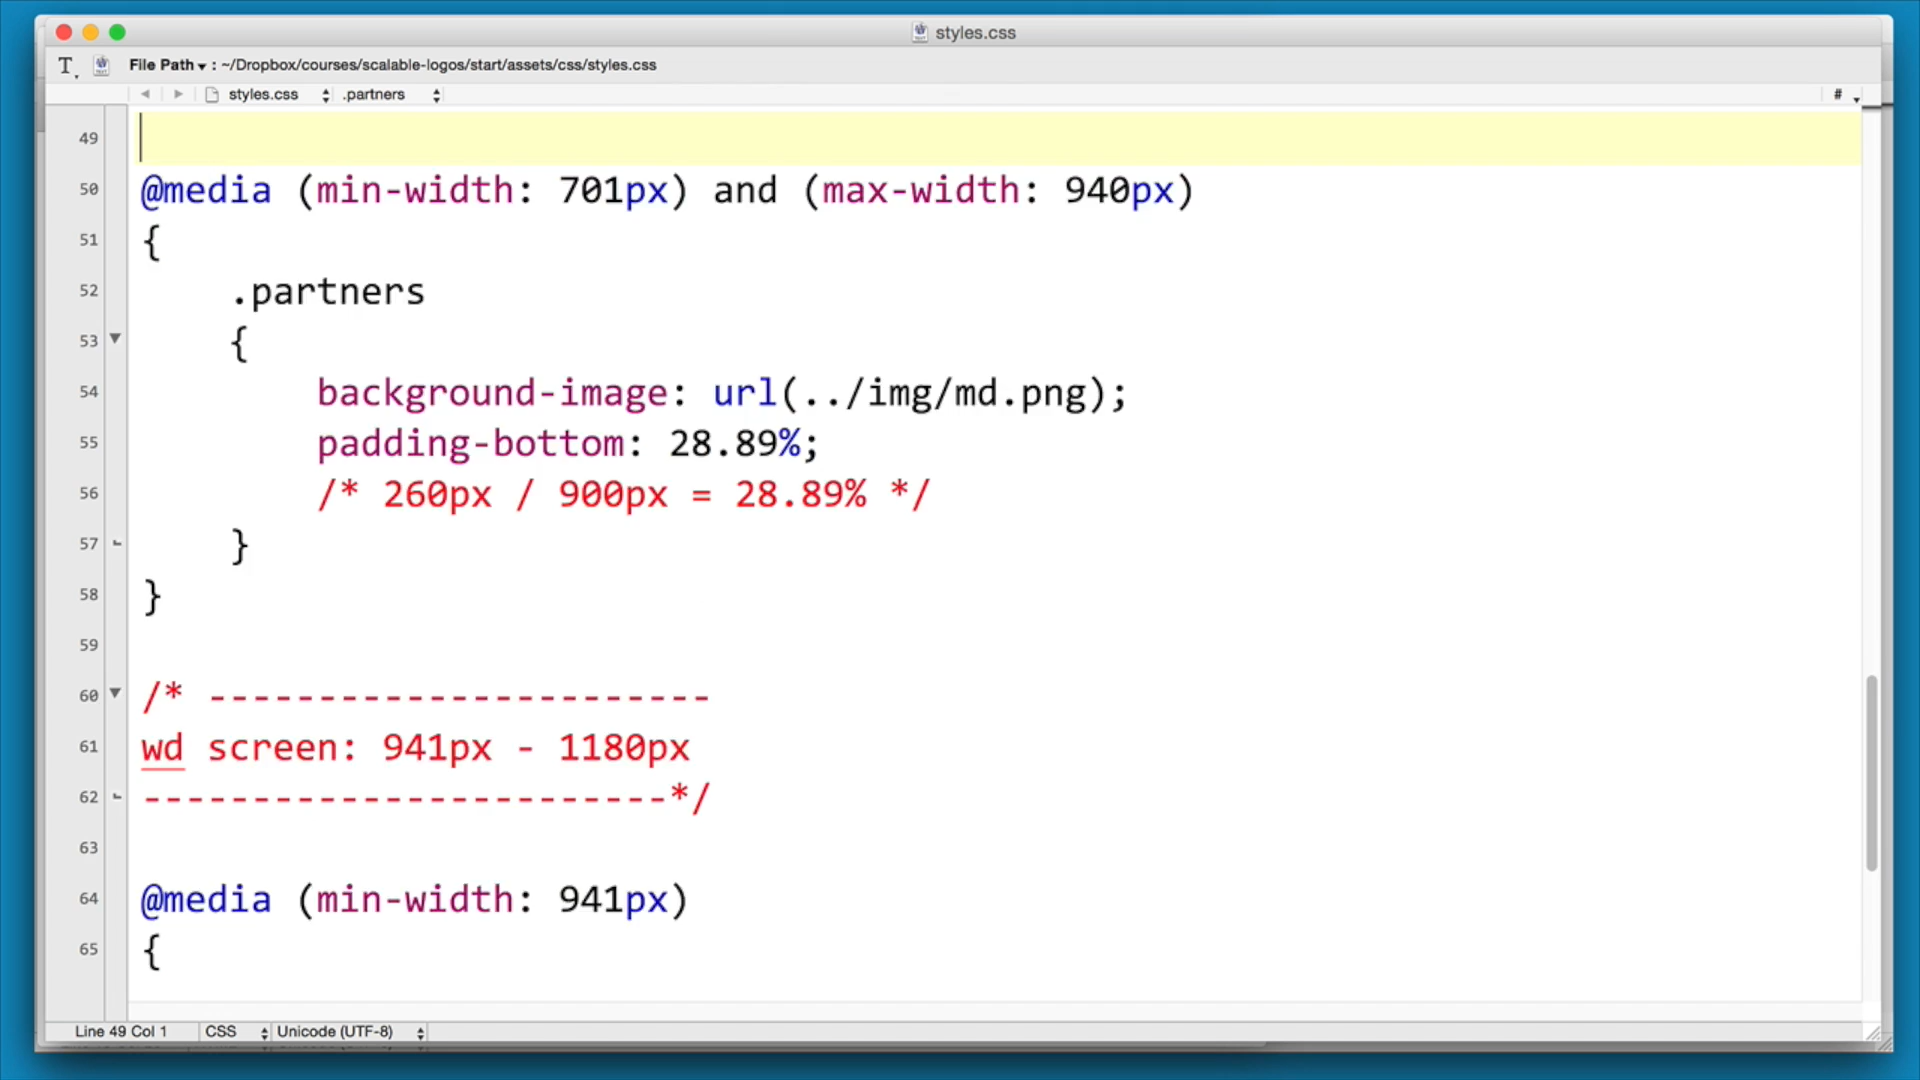 styles.css
File Path : ~/Dropbox/courses/scalable-logos/start/assets/css/styles.css
styles.css .partners #
49
50 @media (min-width: 701px) and (max-width: 940px)
51 {
52 .partners
53 {
54 background-image: url(../img/md.png);
55 padding-bottom: 28.89%;
56 /* 260px / 900px = 28.89% */
57 }
58 }
59
60 /* -----------------------
61 wd screen: 941px - 1180px
62 ------------------------*/
63
64 @media (min-width: 941px)
65 {
Line 49 Col 1 CSS Unicode (UTF-8)